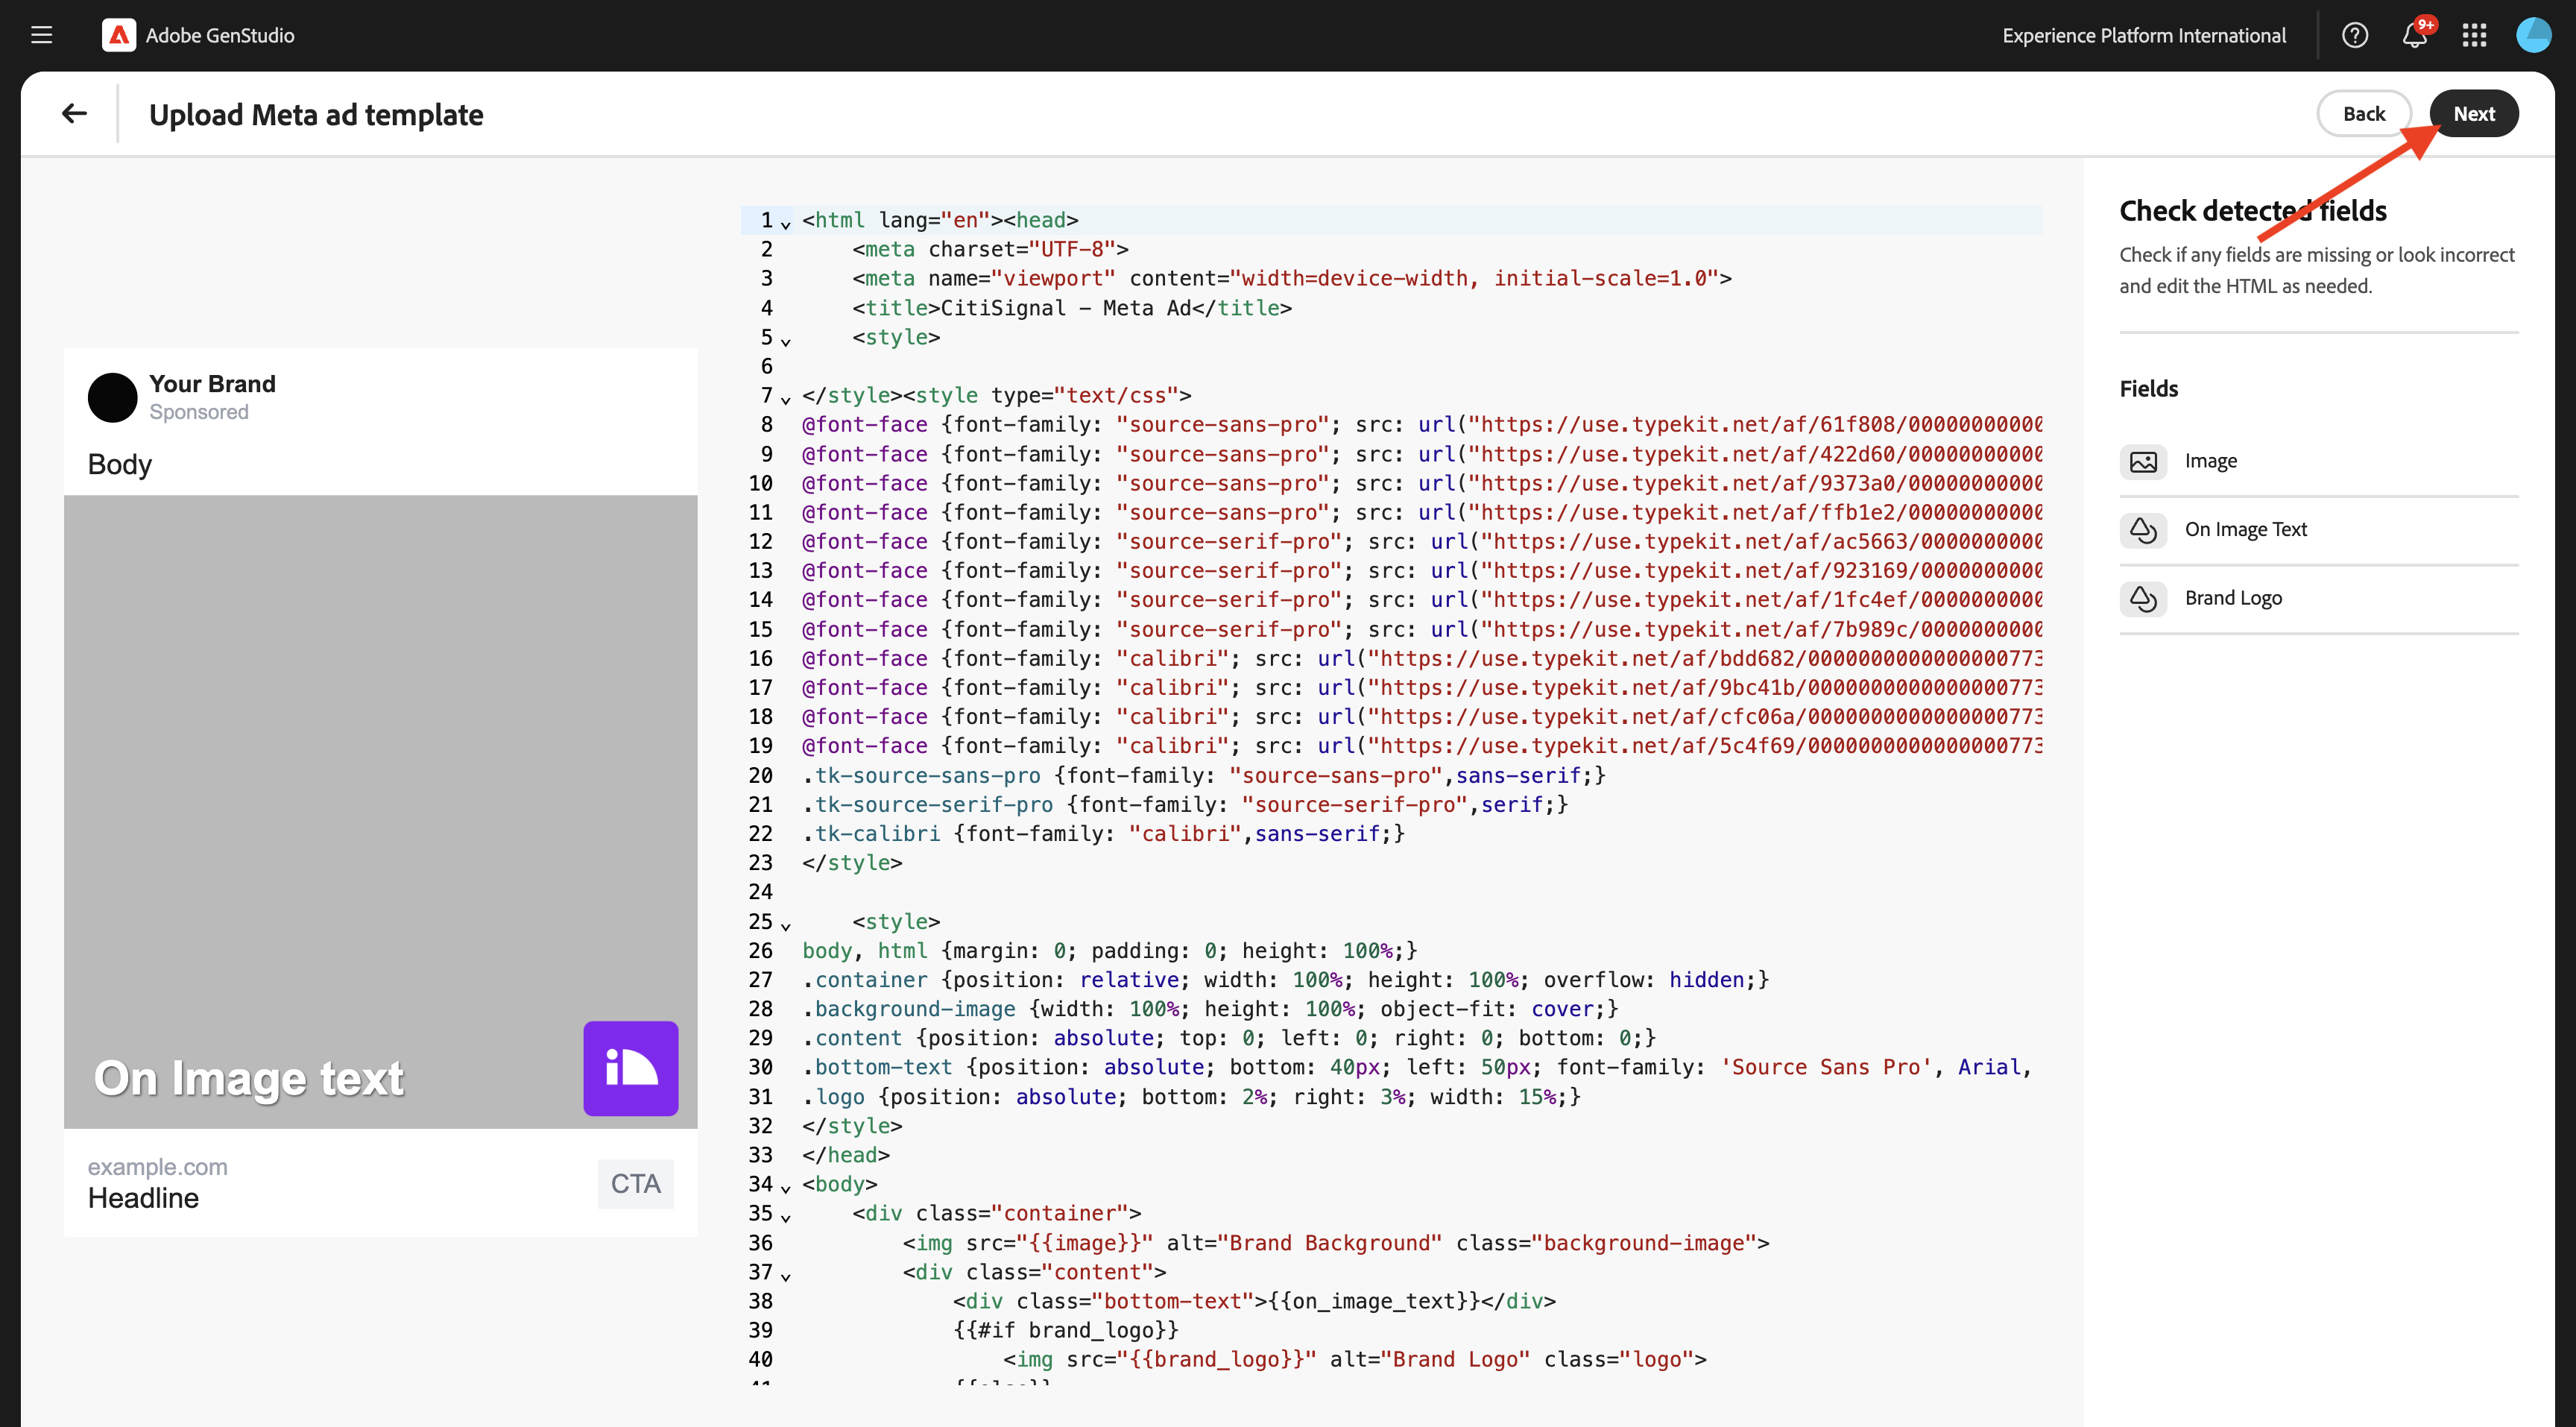 Adobe GenStudio
Experience Platform International
9+
Upload Meta ad template
Back
Next
Your Brand
Sponsored
Body
On Image text
example.com
Headline
CTA
1 <html lang="en"><head>
2 <meta charset="UTF-8">
3 <meta name="viewport" content="width=device-width, initial-scale=1.0">
4 <title>CitiSignal - Meta Ad</title>
5 <style>
6
7 </style><style type="text/css">
8 @font-face {font-family: "source-sans-pro"; src: url("https://use.typekit.net/af/61f808/00000000000
9 @font-face {font-family: "source-sans-pro"; src: url("https://use.typekit.net/af/422d60/00000000000
10 @font-face {font-family: "source-sans-pro"; src: url("https://use.typekit.net/af/9373a0/00000000000
11 @font-face {font-family: "source-sans-pro"; src: url("https://use.typekit.net/af/ffb1e2/00000000000
12 @font-face {font-family: "source-serif-pro"; src: url("https://use.typekit.net/af/ac5663/0000000000
13 @font-face {font-family: "source-serif-pro"; src: url("https://use.typekit.net/af/923169/0000000000
14 @font-face {font-family: "source-serif-pro"; src: url("https://use.typekit.net/af/1fc4ef/0000000000
15 @font-face {font-family: "source-serif-pro"; src: url("https://use.typekit.net/af/7b989c/0000000000
16 @font-face {font-family: "calibri"; src: url("https://use.typekit.net/af/bdd682/0000000000000000773
17 @font-face {font-family: "calibri"; src: url("https://use.typekit.net/af/9bc41b/0000000000000000773
18 @font-face {font-family: "calibri"; src: url("https://use.typekit.net/af/cfc06a/0000000000000000773
19 @font-face {font-family: "calibri"; src: url("https://use.typekit.net/af/5c4f69/0000000000000000773
20 .tk-source-sans-pro {font-family: "source-sans-pro",sans-serif;}
21 .tk-source-serif-pro {font-family: "source-serif-pro",serif;}
22 .tk-calibri {font-family: "calibri",sans-serif;}
23 </style>
24
25 <style>
26 body, html {margin: 0; padding: 0; height: 100%;}
27 .container {position: relative; width: 100%; height: 100%; overflow: hidden;}
28 .background-image {width: 100%; height: 100%; object-fit: cover;}
29 .content {position: absolute; top: 0; left: 0; right: 0; bottom: 0;}
30 .bottom-text {position: absolute; bottom: 40px; left: 50px; font-family: 'Source Sans Pro', Arial,
31 .logo {position: absolute; bottom: 2%; right: 3%; width: 15%;}
32 </style>
33 </head>
34 <body>
35 <div class="container">
36 <img src="{{image}}" alt="Brand Background" class="background-image">
37 <div class="content">
38 <div class="bottom-text">{{on_image_text}}</div>
39 {{#if brand_logo}}
40 <img src="{{brand_logo}}" alt="Brand Logo" class="logo">
Check detected fields
Check if any fields are missing or look incorrect
and edit the HTML as needed.
Fields
Image
On Image Text
Brand Logo